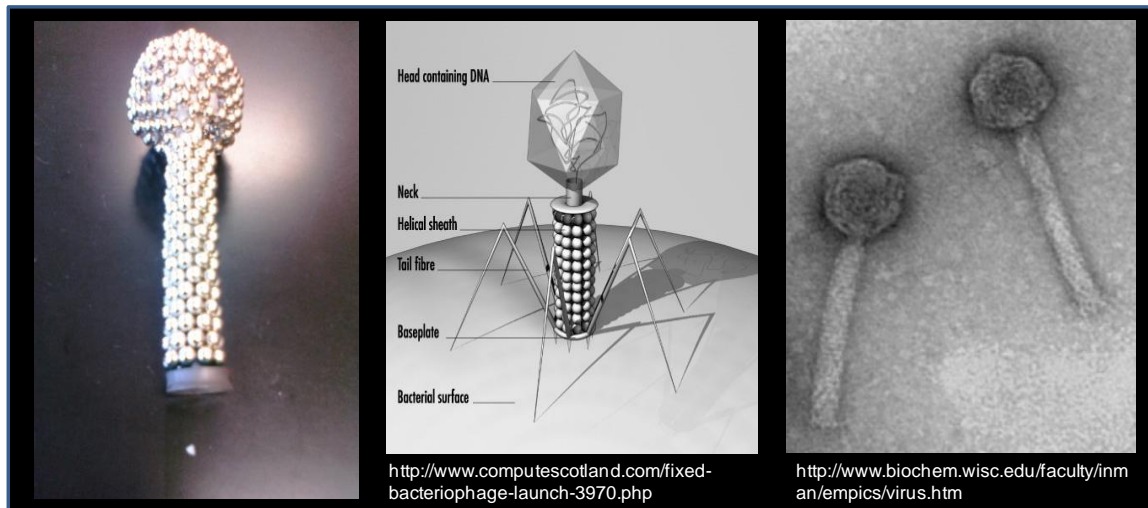 Head containing DNA
Neck
Helical sheath
Tail fibre
Baseplate
Bacterial surface
http://www.computescotland.com/fixed-
bacteriophage-launch-3970.php
http://www.biochem.wisc.edu/faculty/inm
an/empics/virus.htm